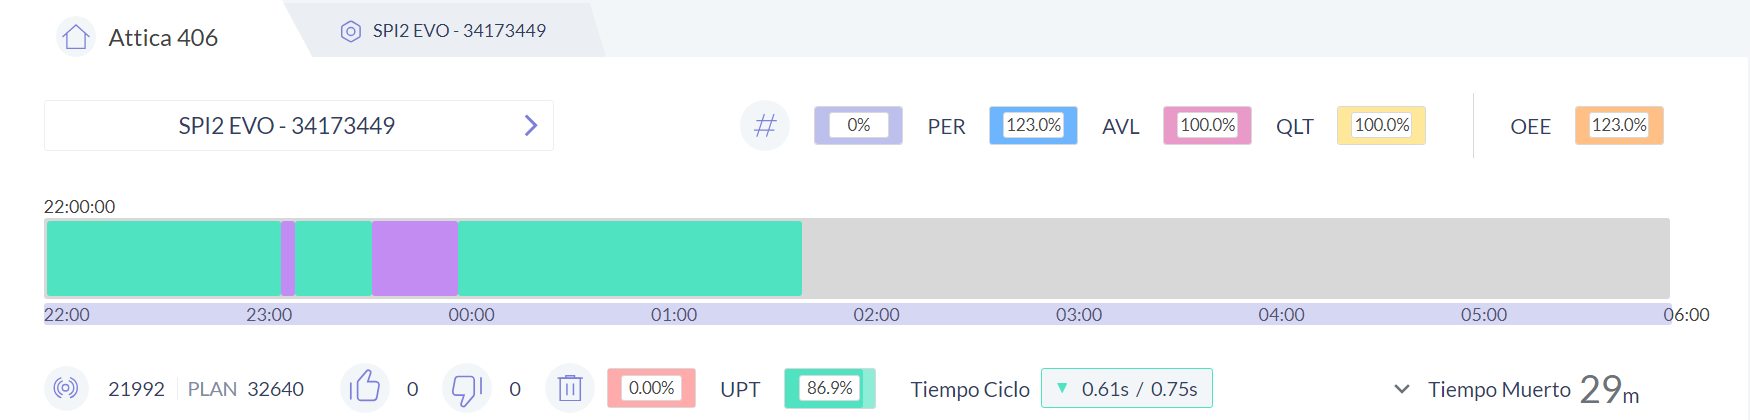 Attica 406
SPI2 EVO - 34173449
SPI2 EVO - 34173449
# 0% PER 123.0% AVL 100.0% QLT 100.0% OEE 123.0%
22:00:00
22:00 23:00 00:00 01:00 02:00 03:00 04:00 05:00 06:00
21992 PLAN 32640 0 0 0.00% UPT 86.9% Tiempo Ciclo ▼ 0.61s / 0.75s Tiempo Muerto 29m